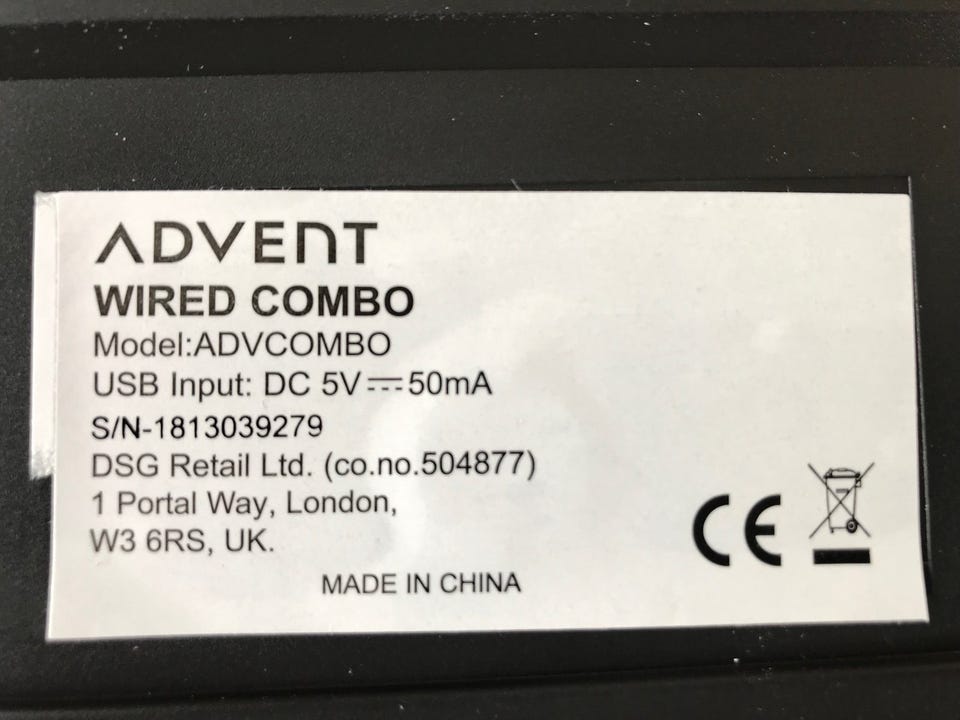 ADVENT
WIRED COMBO
Model:ADVCOMBO
USB Input: DC 5V⎓50mA
S/N-1813039279
DSG Retail Ltd. (co.no.504877)
1 Portal Way, London,
W3 6RS, UK.
CE
MADE IN CHINA